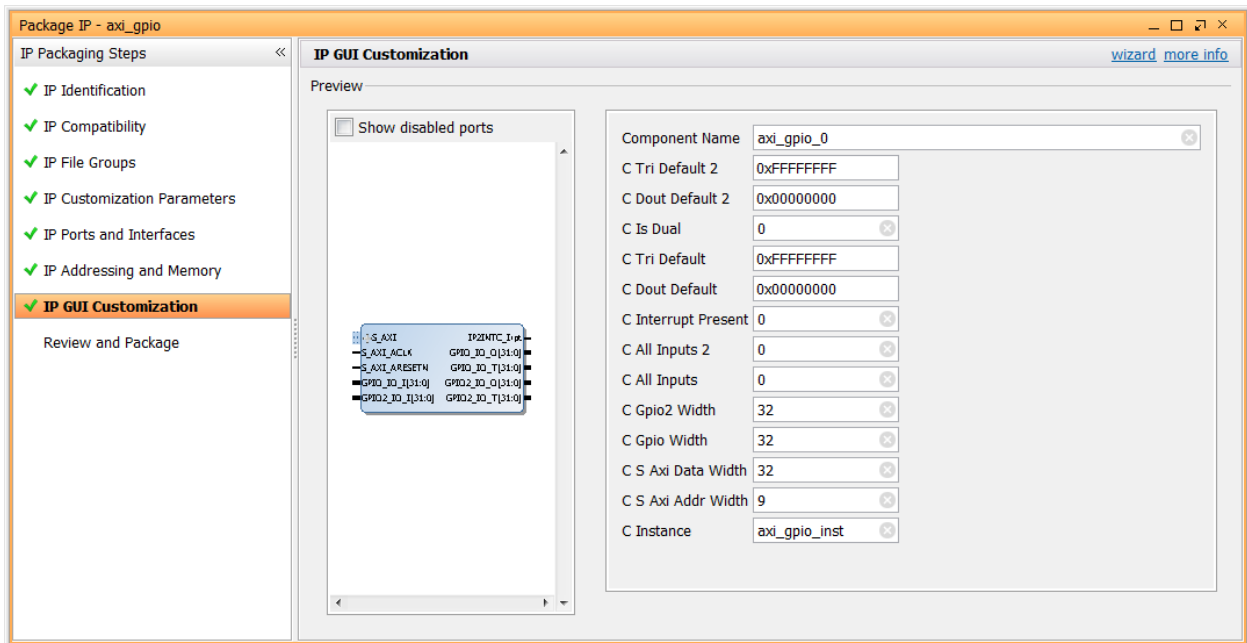 Package IP - axi_gpio
IP Packaging Steps
IP Identification
IP Compatibility
IP File Groups
IP Customization Parameters
IP Ports and Interfaces
IP Addressing and Memory
IP GUI Customization
Review and Package
IP GUI Customization
wizard more info
Preview
Show disabled ports
S_AXI IP2INTC_Irpt
S_AXI_ACLK GPIO_IO_O[31:0]
S_AXI_ARESETN GPIO_IO_T[31:0]
GPIO_IO_I[31:0] GPIO2_IO_O[31:0]
GPIO2_IO_I[31:0] GPIO2_IO_T[31:0]
Component Name axi_gpio_0
C Tri Default 2 0xFFFFFFFF
C Dout Default 2 0x00000000
C Is Dual 0
C Tri Default 0xFFFFFFFF
C Dout Default 0x00000000
C Interrupt Present 0
C All Inputs 2 0
C All Inputs 0
C Gpio2 Width 32
C Gpio Width 32
C S Axi Data Width 32
C S Axi Addr Width 9
C Instance axi_gpio_inst